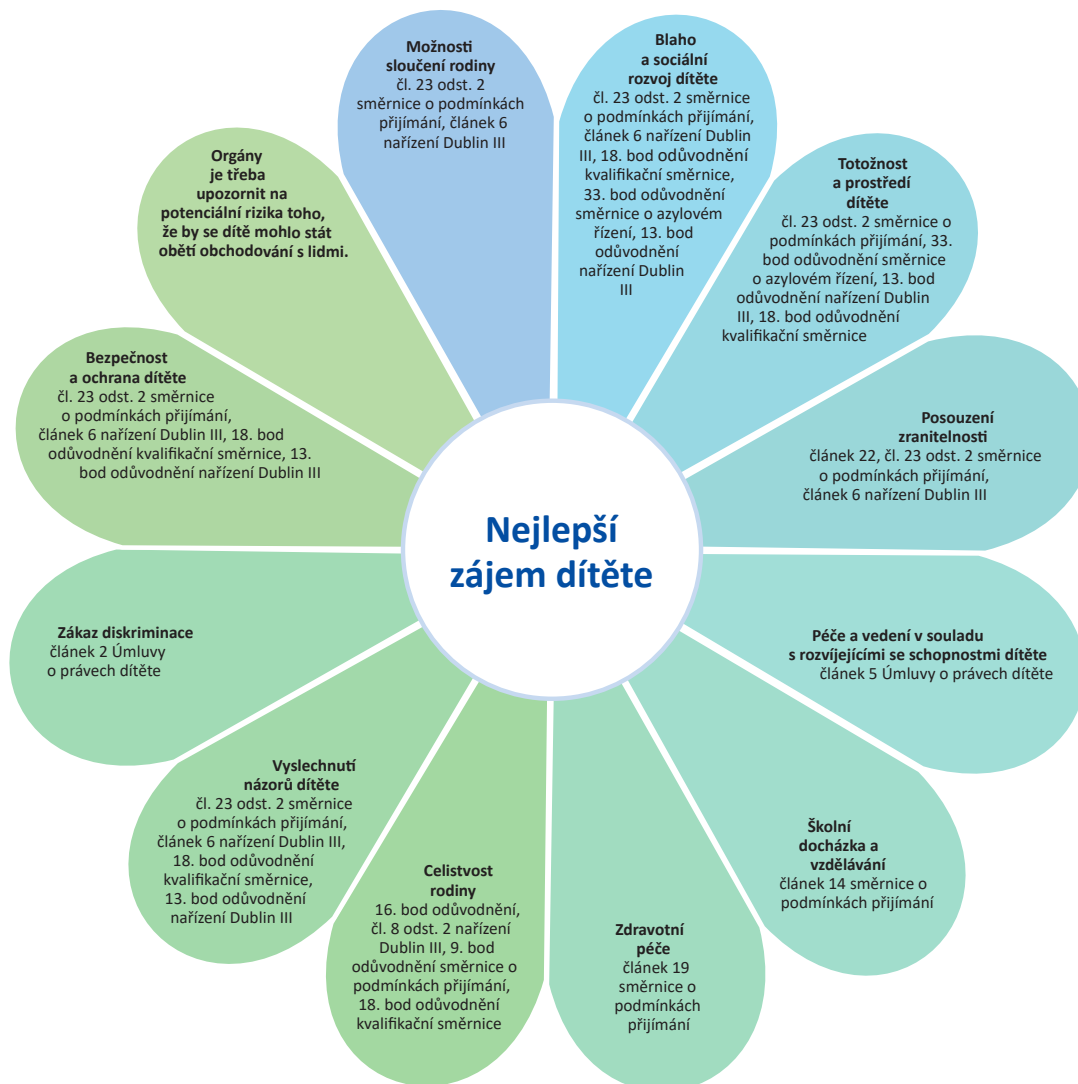 Možnosti
sloučení rodiny
čl. 23 odst. 2
směrnice o podmínkách
přijímání, článek 6
nařízení Dublin III
Blaho
a sociální
rozvoj dítěte
čl. 23 odst. 2 směrnice
o podmínkách přijímání,
článek 6 nařízení Dublin
III, 18. bod odůvodnění
kvalifikační směrnice,
33. bod odůvodnění
směrnice o azylovém
řízení, 13. bod
odůvodnění
nařízení Dublin
III
Totožnost
a prostředí
dítěte
čl. 23 odst. 2 směrnice o
podmínkách přijímání, 33.
bod odůvodnění směrnice
o azylovém řízení, 13. bod
odůvodnění nařízení Dublin
III, 18. bod odůvodnění
kvalifikační směrnice
Posouzení
zranitelnosti
článek 22, čl. 23 odst. 2 směrnice
o podmínkách přijímání,
článek 6 nařízení Dublin III
Péče a vedení v souladu
s rozvíjejícími se schopnostmi dítěte
článek 5 Úmluvy o právech dítěte
Školní
docházka a
vzdělávání
článek 14 směrnice o
podmínkách přijímání
Zdravotní
péče
článek 19
směrnice o
podmínkách
přijímání
Celistvost
rodiny
16. bod odůvodnění,
čl. 8 odst. 2 nařízení
Dublin III, 9. bod
odůvodnění směrnice o
podmínkách přijímání,
18. bod odůvodnění
kvalifikační směrnice
Vyslechnutí
názorů dítěte
čl. 23 odst. 2 směrnice
o podmínkách přijímání,
článek 6 nařízení Dublin III,
18. bod odůvodnění
kvalifikační směrnice,
13. bod odůvodnění
nařízení Dublin III
Zákaz diskriminace
článek 2 Úmluvy
o právech dítěte
Bezpečnost
a ochrana dítěte
čl. 23 odst. 2 směrnice
o podmínkách přijímání,
článek 6 nařízení Dublin III, 18. bod
odůvodnění kvalifikační směrnice, 13.
bod odůvodnění nařízení Dublin III
Orgány
je třeba
upozornit na
potenciální rizika toho,
že by se dítě mohlo stát
obětí obchodování s lidmi.
Nejlepší
zájem dítěte